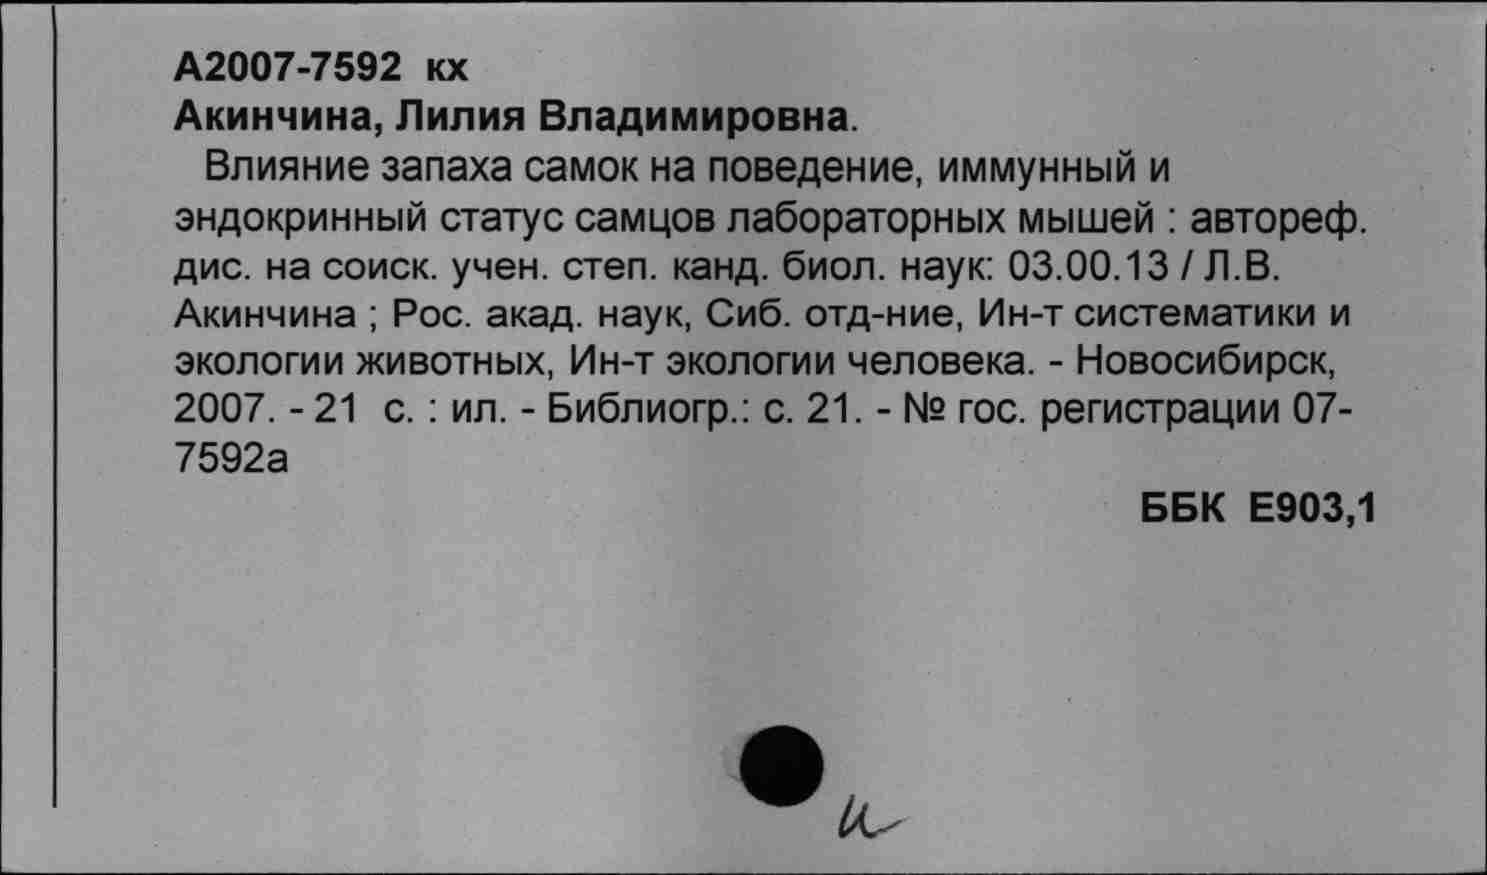 А2007-7592 кх
Акинчина, Лилия Владимировна.
Влияние запаха самок на поведение, иммунный и
эндокринный статус самцов лабораторных мышей : автореф.
дис. на соиск. учен. степ. канд. биол. наук: 03.00.13 / Л.В.
Акинчина ; Рос. акад. наук, Сиб. отд-ние, Ин-т систематики и
экологии животных, Ин-т экологии человека. - Новосибирск,
2007. - 21 с. : ил. - Библиогр.: с. 21. - № гос. регистрации 07-
7592а
ББК Е903,1
и